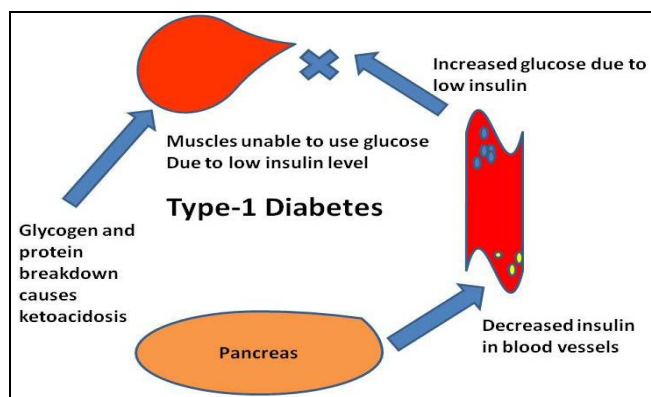 Increased glucose due to
low insulin
Muscles unable to use glucose
Due to low insulin level
Type-1 Diabetes
Glycogen and
protein
breakdown
causes
ketoacidosis
Pancreas
Decreased insulin
in blood vessels